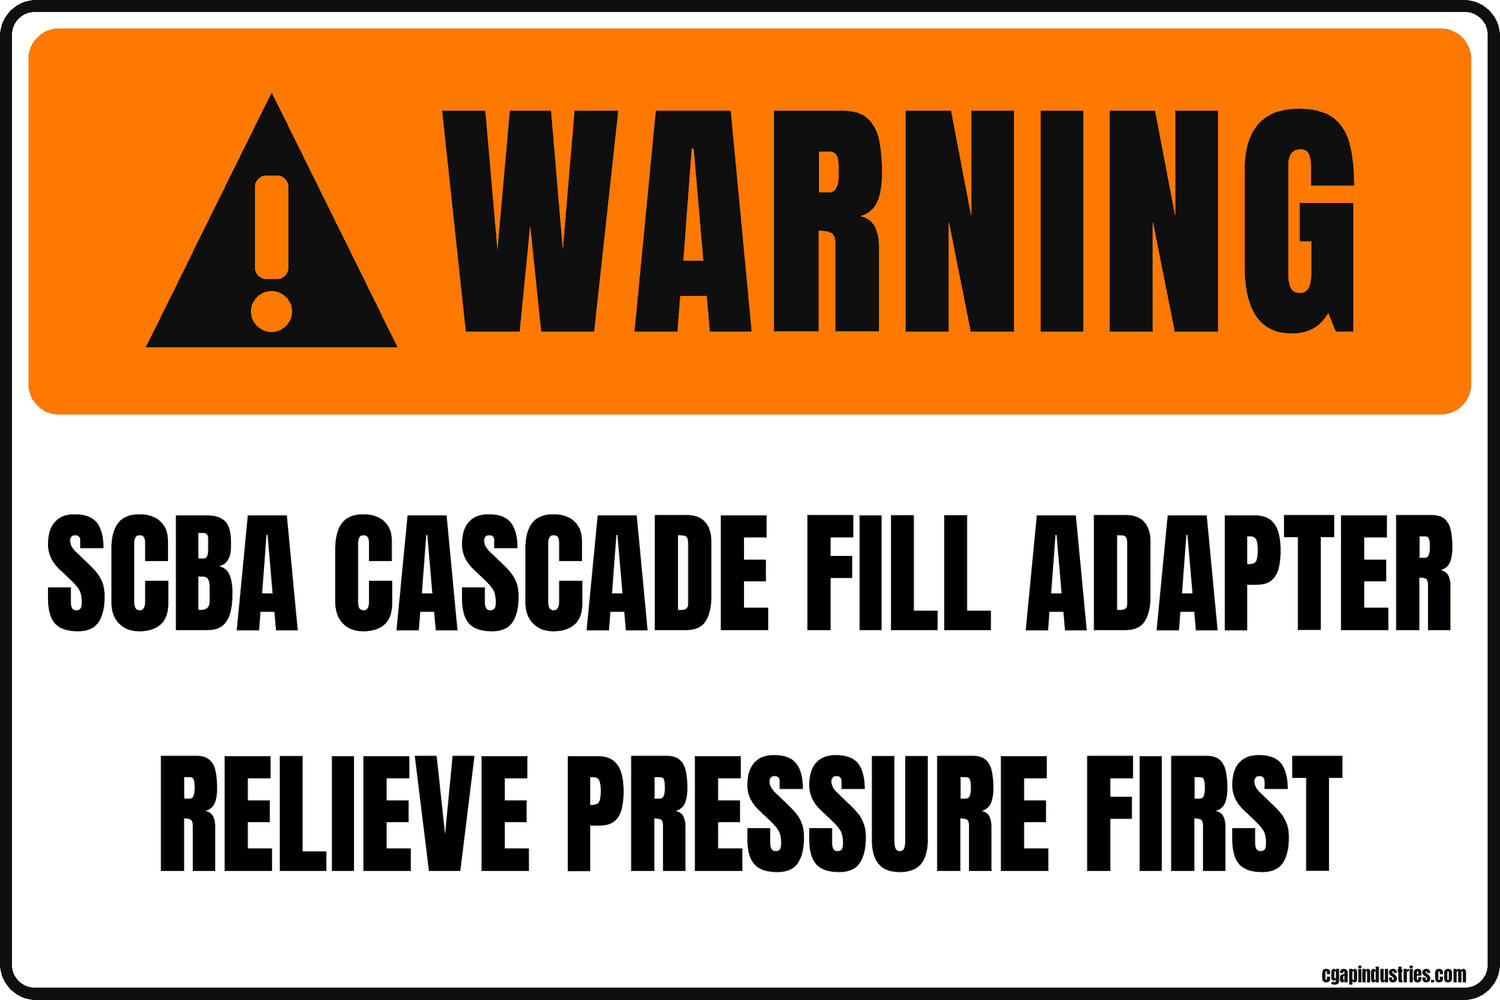 WARNING
SCBA CASCADE FILL ADAPTER
RELIEVE PRESSURE FIRST
cgapindustries.com